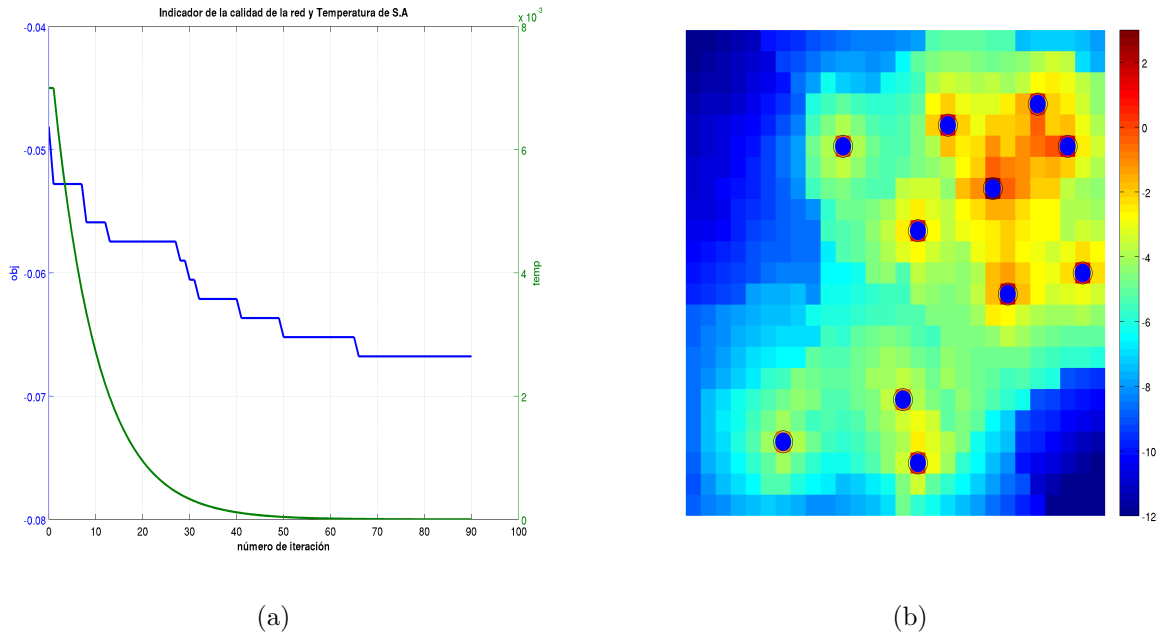 Indicador de la calidad de la red y Temperatura de S.A
x 10⁻³
-0.04
-0.05
-0.06
-0.07
-0.08
obj
8
6
4
2
0
temp
0 10 20 30 40 50 60 70 80 90 100
número de iteración
(a)
2
0
-2
-4
-6
-8
-10
-12
(b)